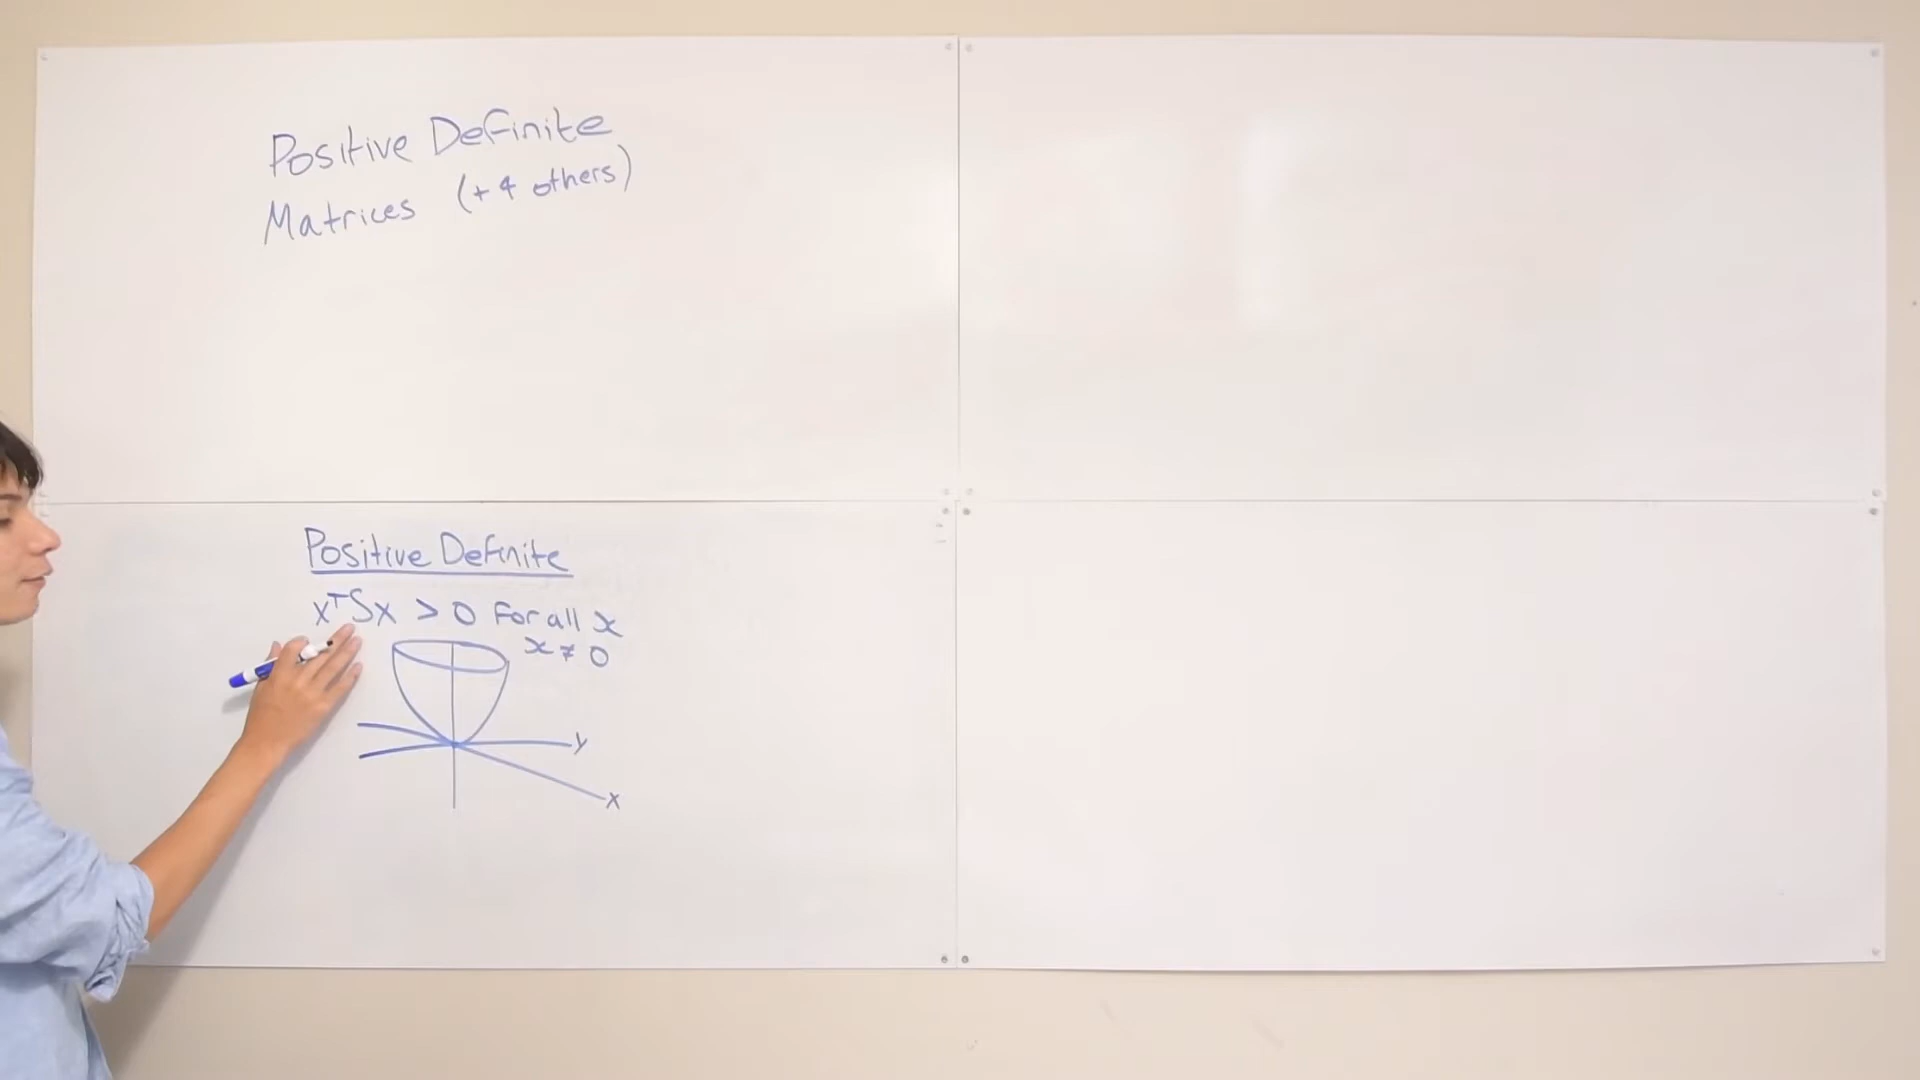 Positive Definite
Matrices (+ 4 others)
Positive Definite
xᵀSx > 0 for all x
x ≠ 0
y
x